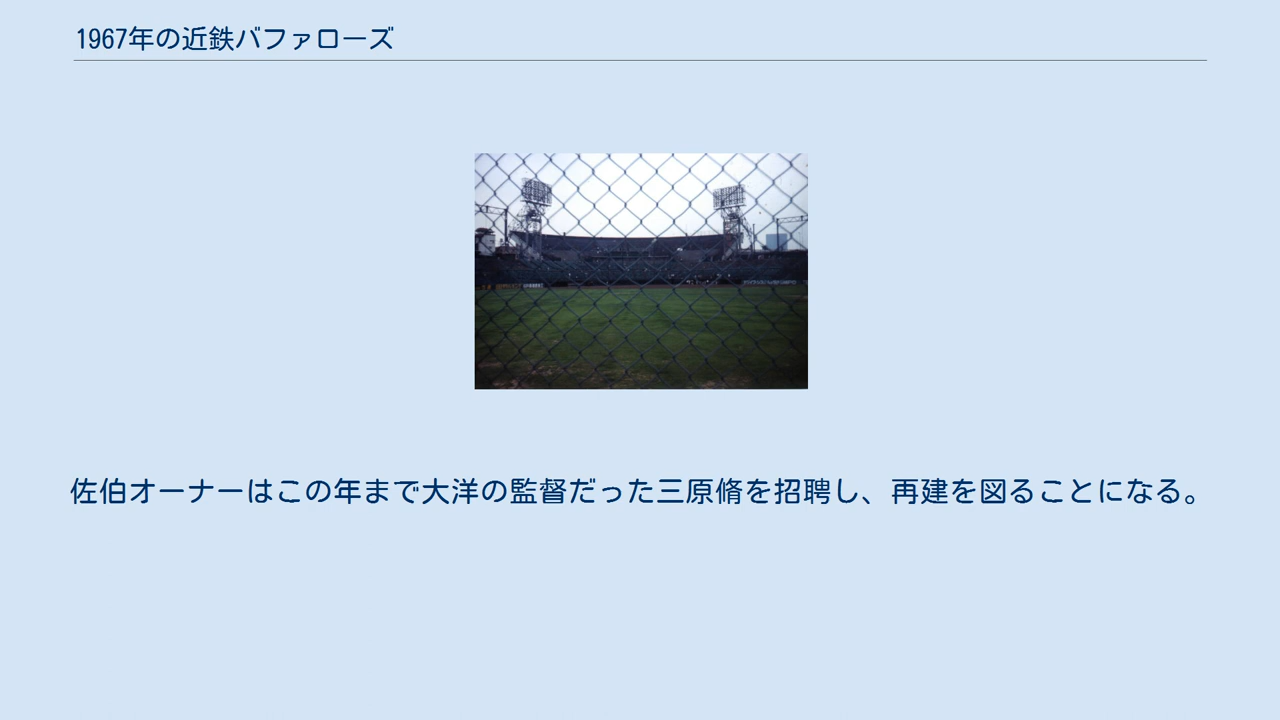 1967年の近鉄バファローズ
佐伯オーナーはこの年まで大洋の監督だった三原脩を招聘し、再建を図ることになる。